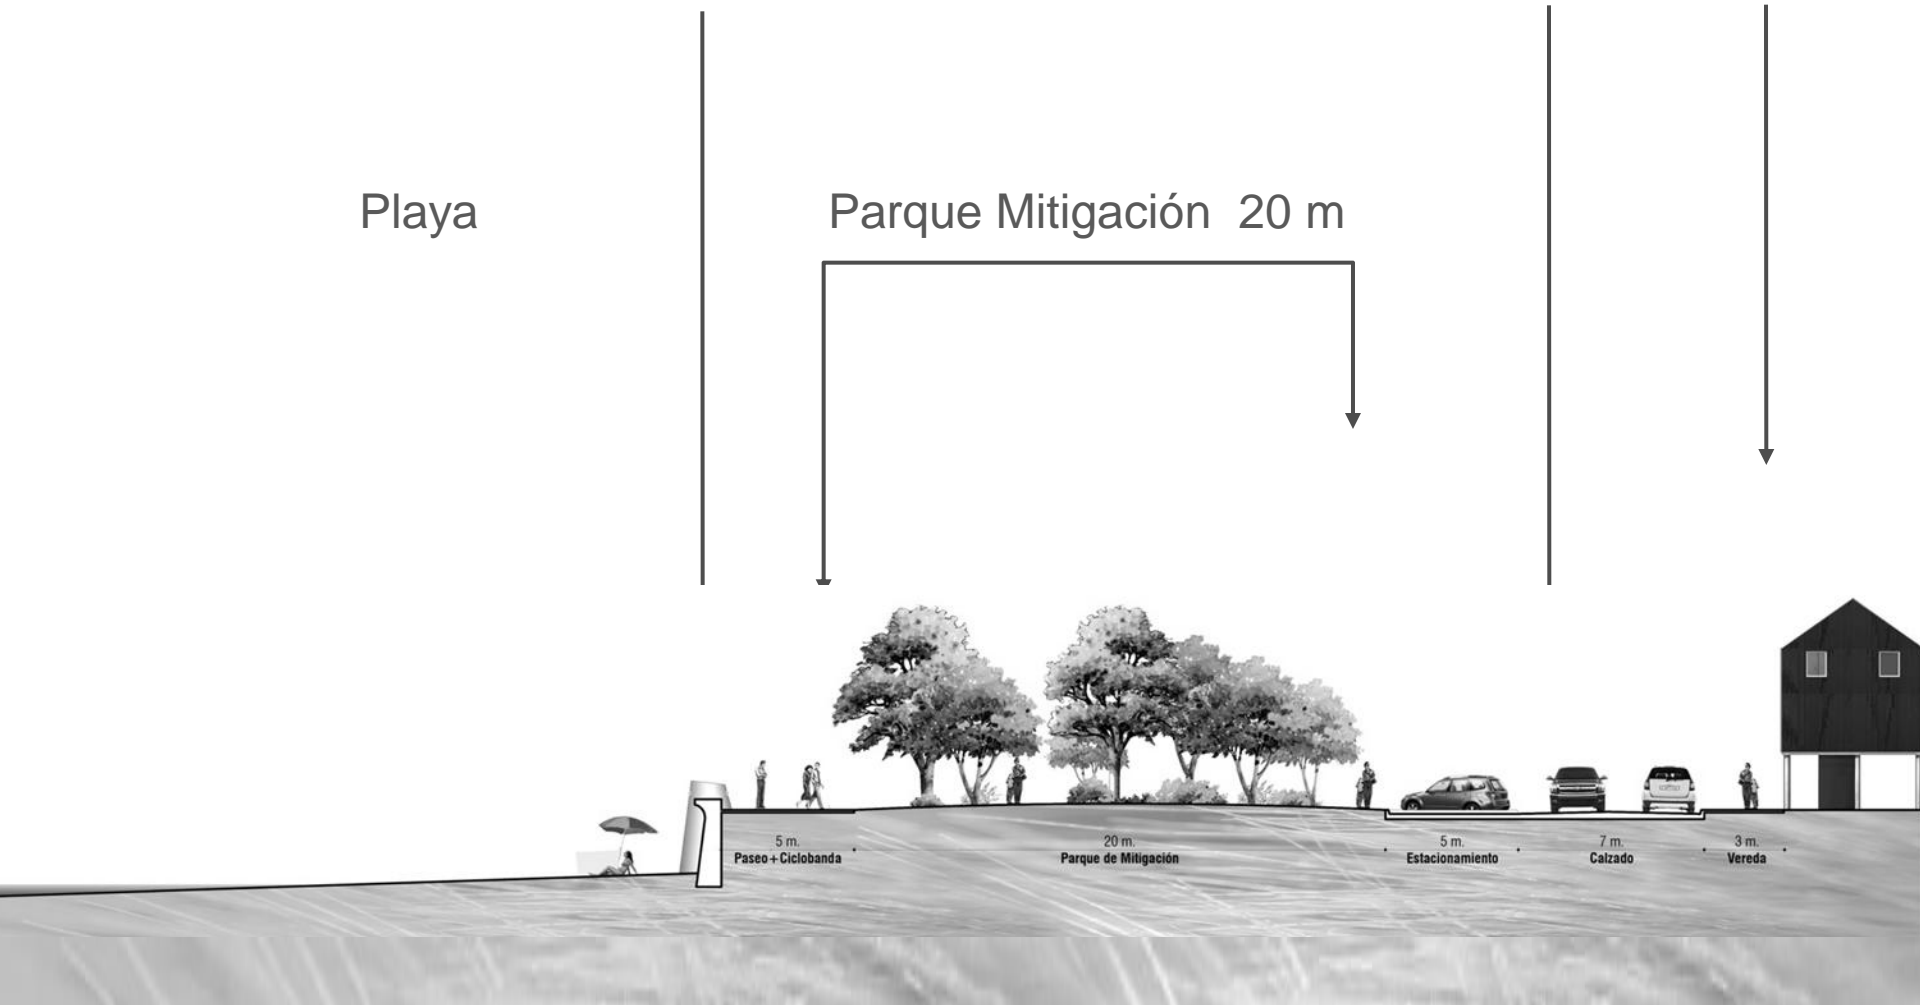 Playa
Parque Mitigación 20 m
5 m.
Paseo+Ciclobanda
20 m.
Parque de Mitigación
5 m.
Estacionamiento
7 m.
Calzado
3 m.
Vereda